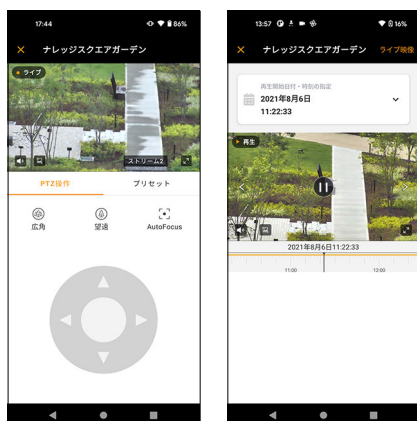 17:44
86%
ナレッジスクエアガーデン
ライブ
ストリーム2
PTZ操作
プリセット
広角
望遠
AutoFocus
13:57
16%
ナレッジスクエアガーデン
ライブ映像
再生開始日付・時刻の指定
2021年8月6日
11:22:33
再生
2021年8月6日11:22:33
11:00
12:00